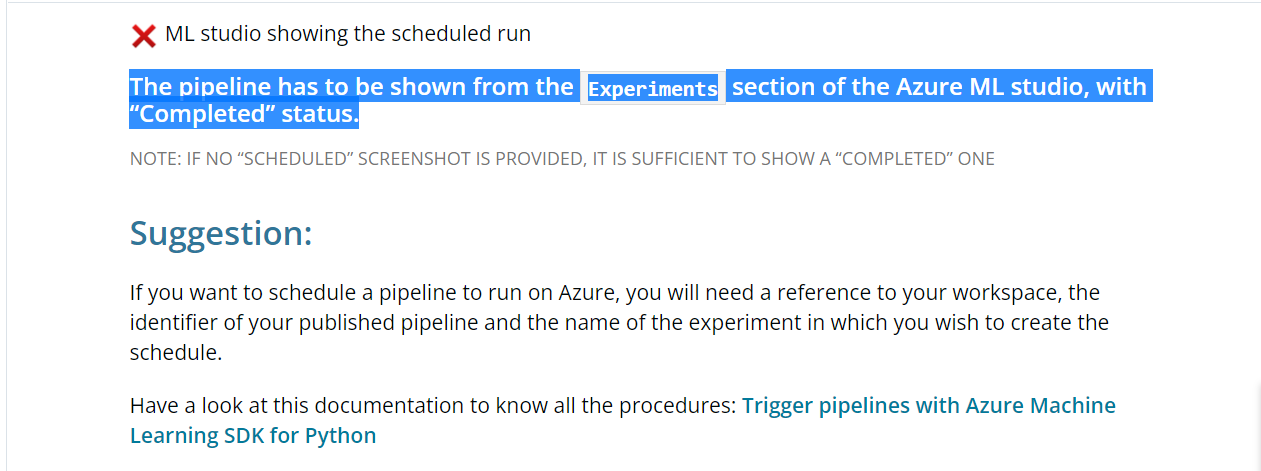 ML studio showing the scheduled run
The pipeline has to be shown from the Experiments section of the Azure ML studio, with
“Completed” status.
NOTE: IF NO “SCHEDULED” SCREENSHOT IS PROVIDED, IT IS SUFFICIENT TO SHOW A “COMPLETED” ONE
Suggestion:
If you want to schedule a pipeline to run on Azure, you will need a reference to your workspace, the
identifier of your published pipeline and the name of the experiment in which you wish to create the
schedule.
Have a look at this documentation to know all the procedures: Trigger pipelines with Azure Machine
Learning SDK for Python